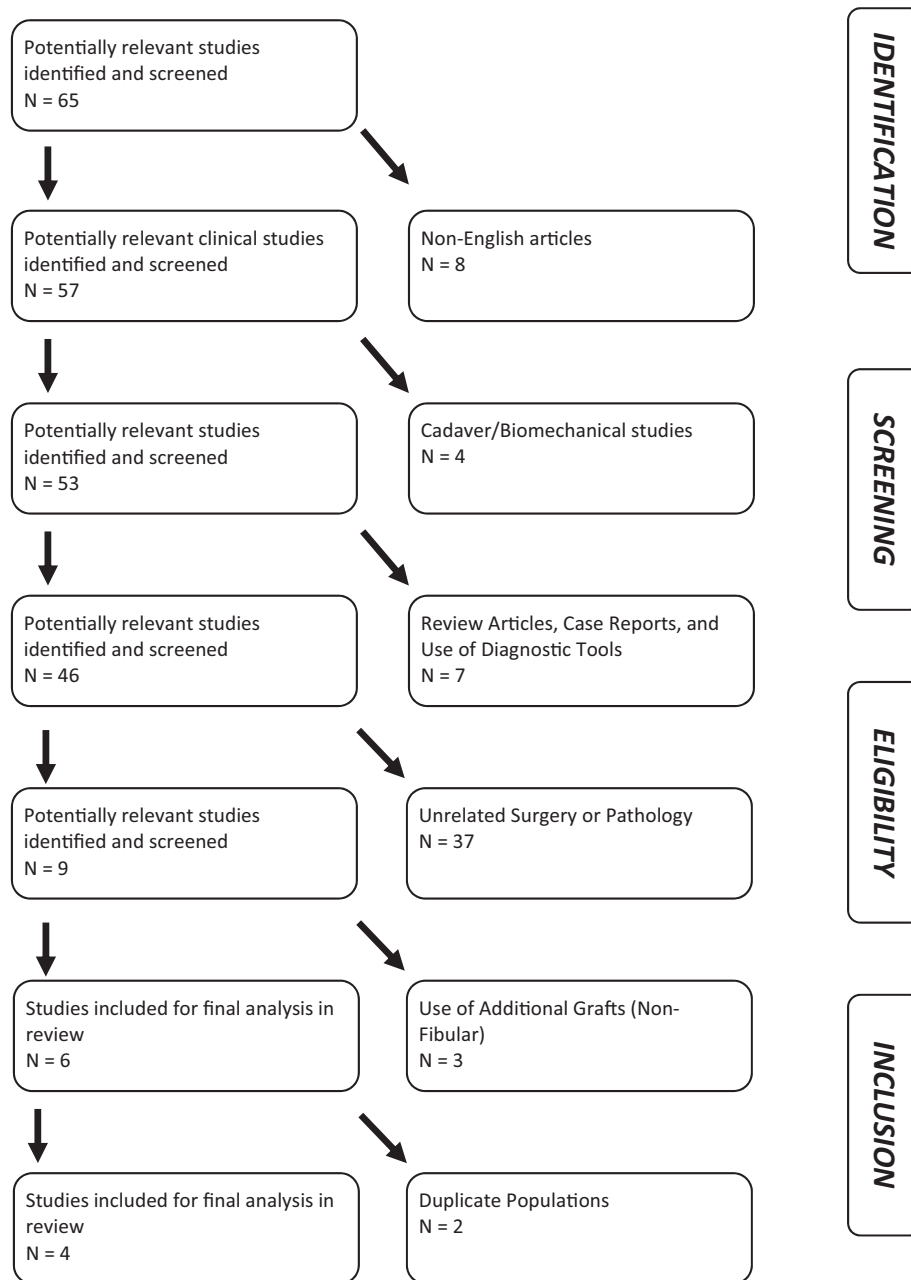 Potentially relevant studies
identified and screened
N = 65
IDENTIFICATION
Potentially relevant clinical studies
identified and screened
N = 57
Non-English articles
N = 8
Potentially relevant studies
identified and screened
N = 53
Cadaver/Biomechanical studies
N = 4
SCREENING
Potentially relevant studies
identified and screened
N = 46
Review Articles, Case Reports, and
Use of Diagnostic Tools
N = 7
Potentially relevant studies
identified and screened
N = 9
Unrelated Surgery or Pathology
N = 37
ELIGIBILITY
Studies included for final analysis in
review
N = 6
Use of Additional Grafts (Non-
Fibular)
N = 3
Studies included for final analysis in
review
N = 4
Duplicate Populations
N = 2
INCLUSION